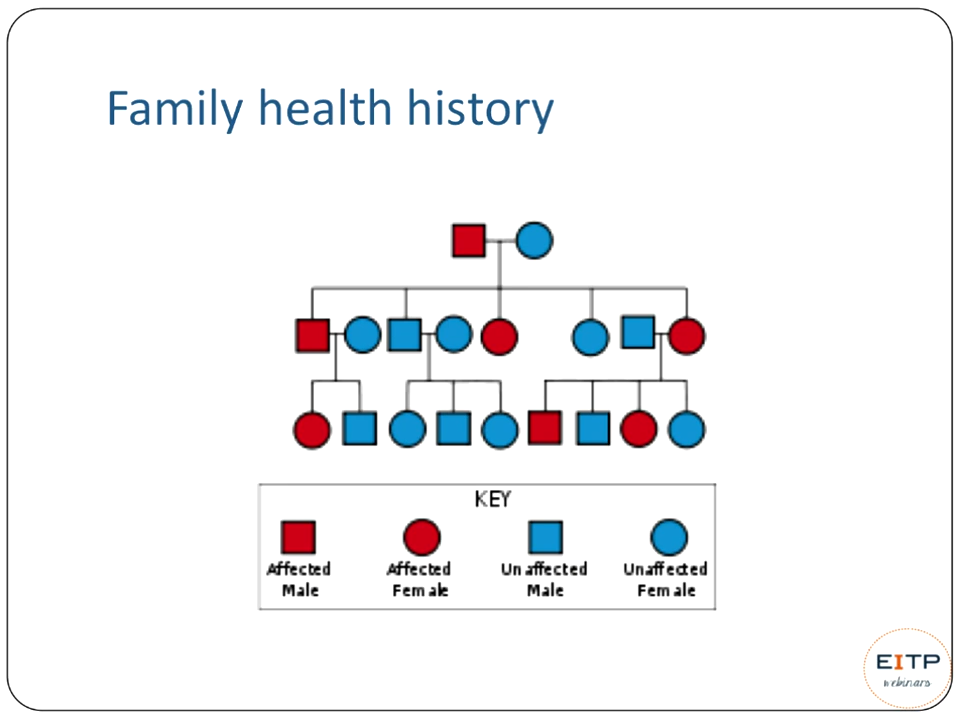 Family health history
KEY
Affected Male
Affected Female
Unaffected Male
Unaffected Female
EITP
webinars